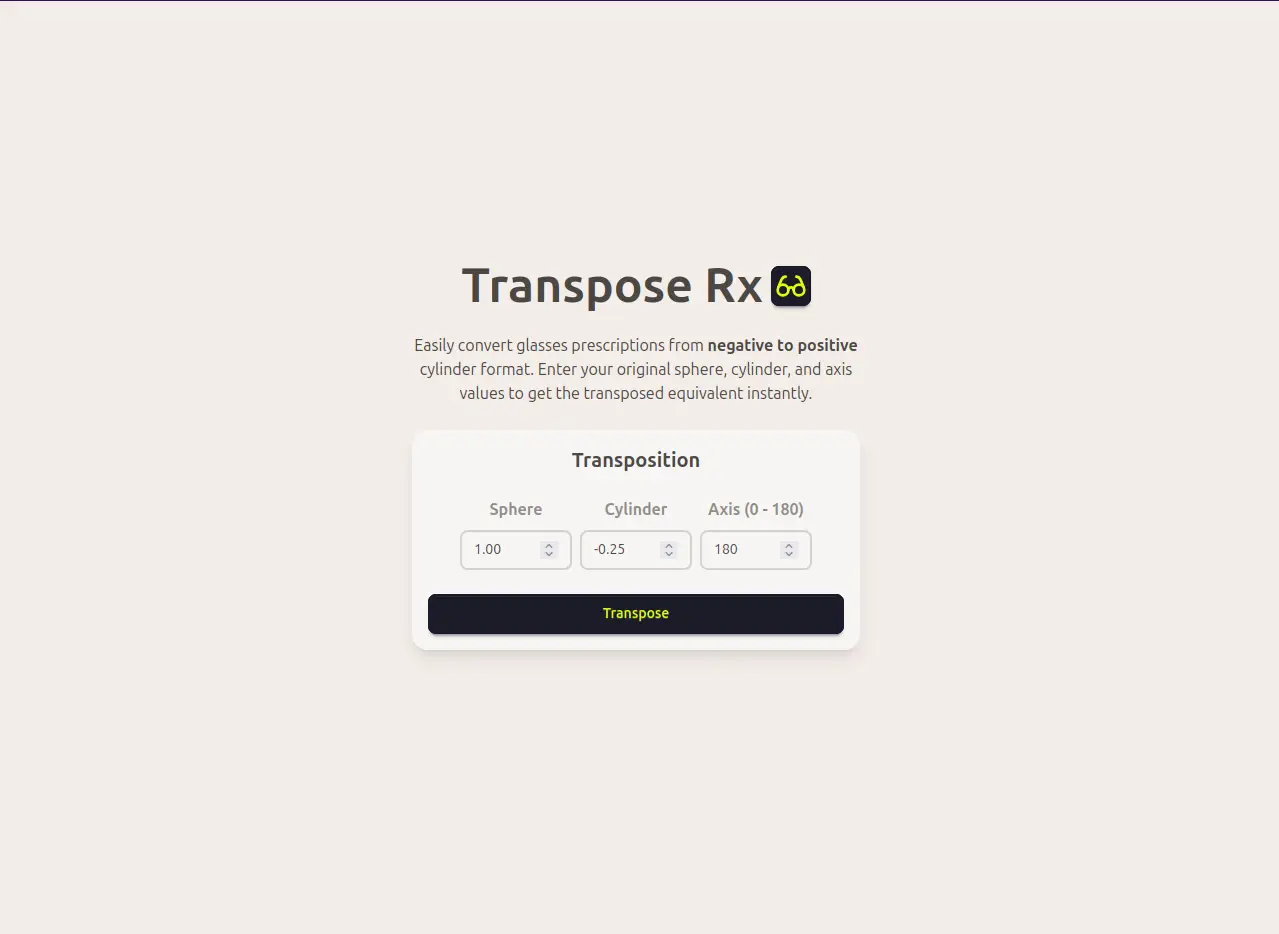 Transpose Rx
Easily convert glasses prescriptions from negative to positive
cylinder format. Enter your original sphere, cylinder, and axis
values to get the transposed equivalent instantly.
Transposition
Sphere Cylinder Axis (0 - 180)
1.00 -0.25 180
Transpose